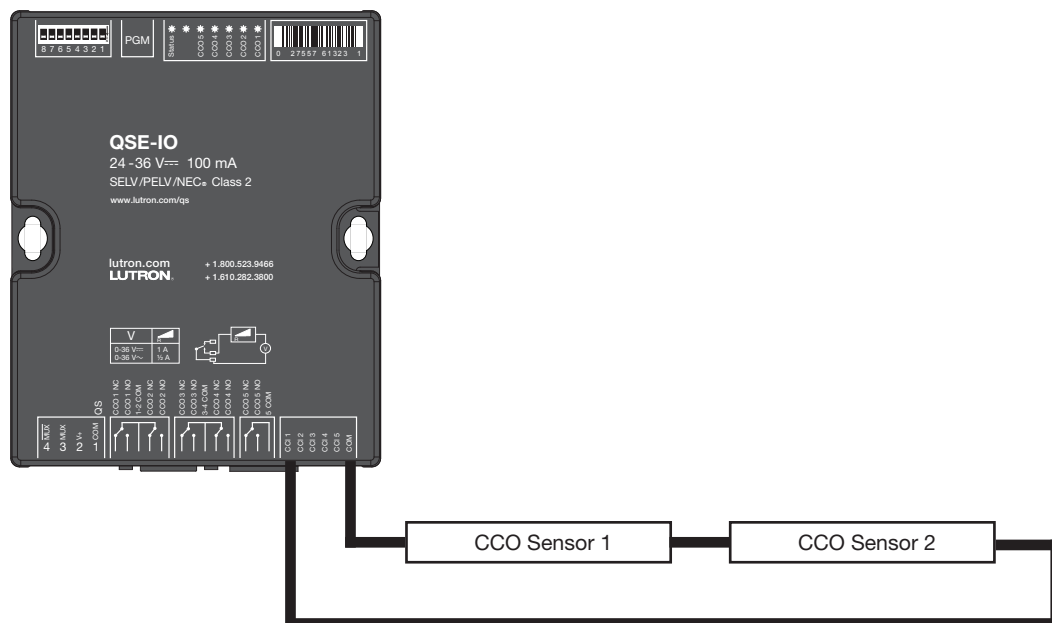 8 7 6 5 4 3 2 1
PGM
Status
CCO 5
CCO 4
CCO 3
CCO 2
CCO 1
0 27557 61323 1
QSE-IO
24-36 V 100 mA
SELV/PELV/NEC® Class 2
www.lutron.com/qs
lutron.com + 1.800.523.9466
LUTRON® + 1.610.282.3800
V
0-36 V 1 A
0-36 V~ ½ A
V
QS
MUX
4
MUX
3
V+
2
COM
1
CCO 1 NC
CCO 1 NO
1-2 COM
CCO 2 NC
CCO 2 NO
CCO 3 NC
CCO 3 NO
3-4 COM
CCO 4 NC
CCO 4 NO
CCO 5 NC
CCO 5 NO
5 COM
CCI 1
CCI 2
CCI 3
CCI 4
CCI 5
COM
CCO Sensor 1
CCO Sensor 2